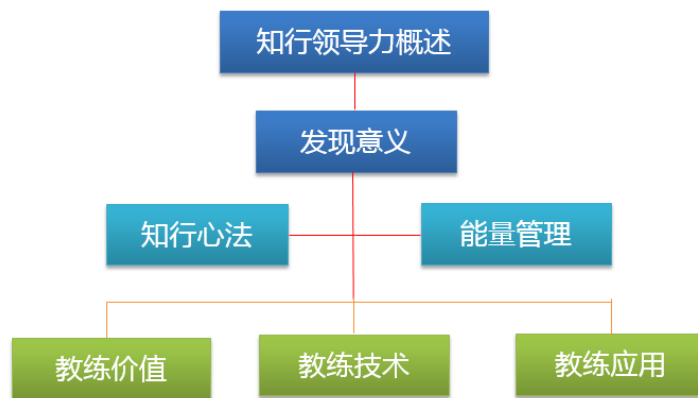 知行领导力概述
发现意义
知行心法
能量管理
教练价值
教练技术
教练应用